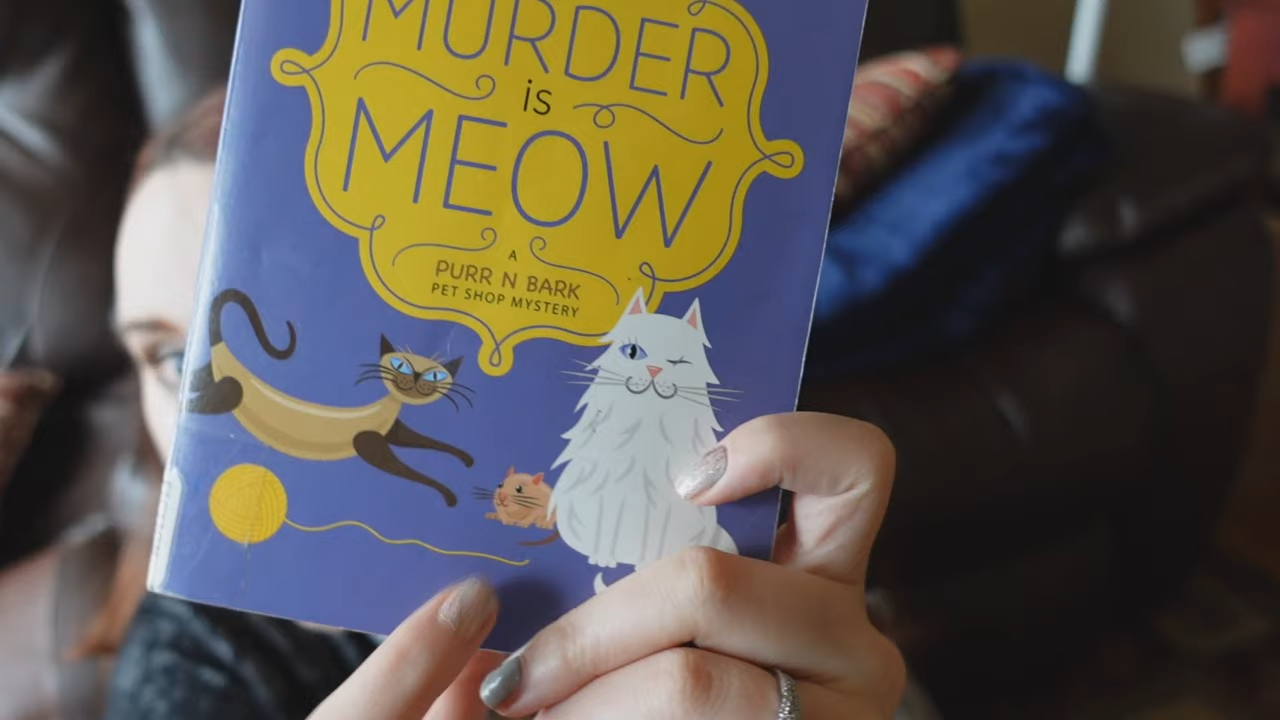 MURDER
is
MEOW
A
PURR N BARK
PET SHOP MYSTERY